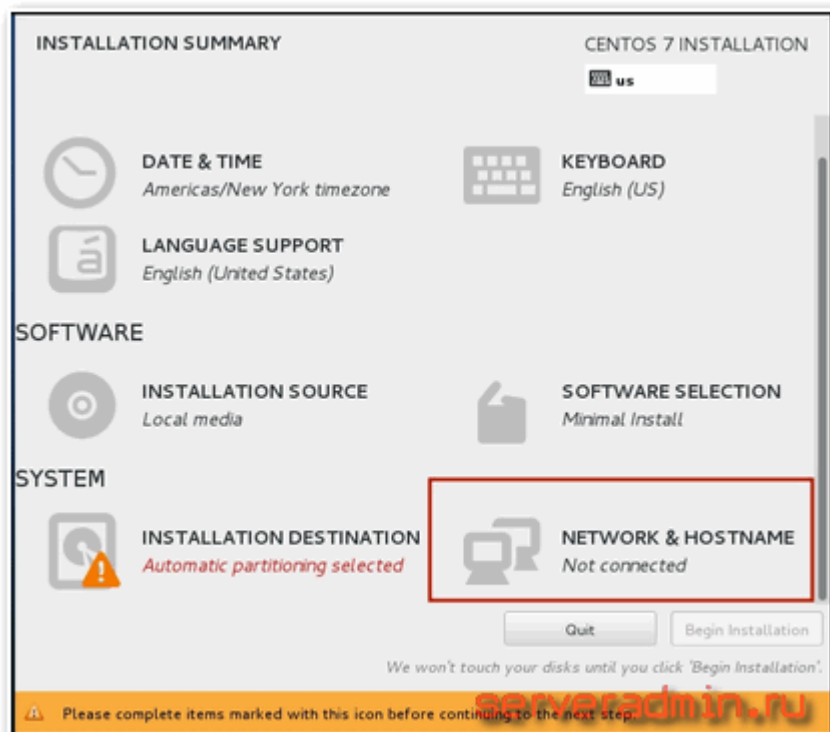 INSTALLATION SUMMARY
CENTOS 7 INSTALLATION
us
DATE & TIME
Americas/New York timezone
KEYBOARD
English (US)
LANGUAGE SUPPORT
English (United States)
SOFTWARE
INSTALLATION SOURCE
Local media
SOFTWARE SELECTION
Minimal Install
SYSTEM
INSTALLATION DESTINATION
Automatic partitioning selected
NETWORK & HOSTNAME
Not connected
Quit
Begin Installation
We won't touch your disks until you click 'Begin Installation'.
Please complete items marked with this icon before continuing to the next step.
serveradmin.ru